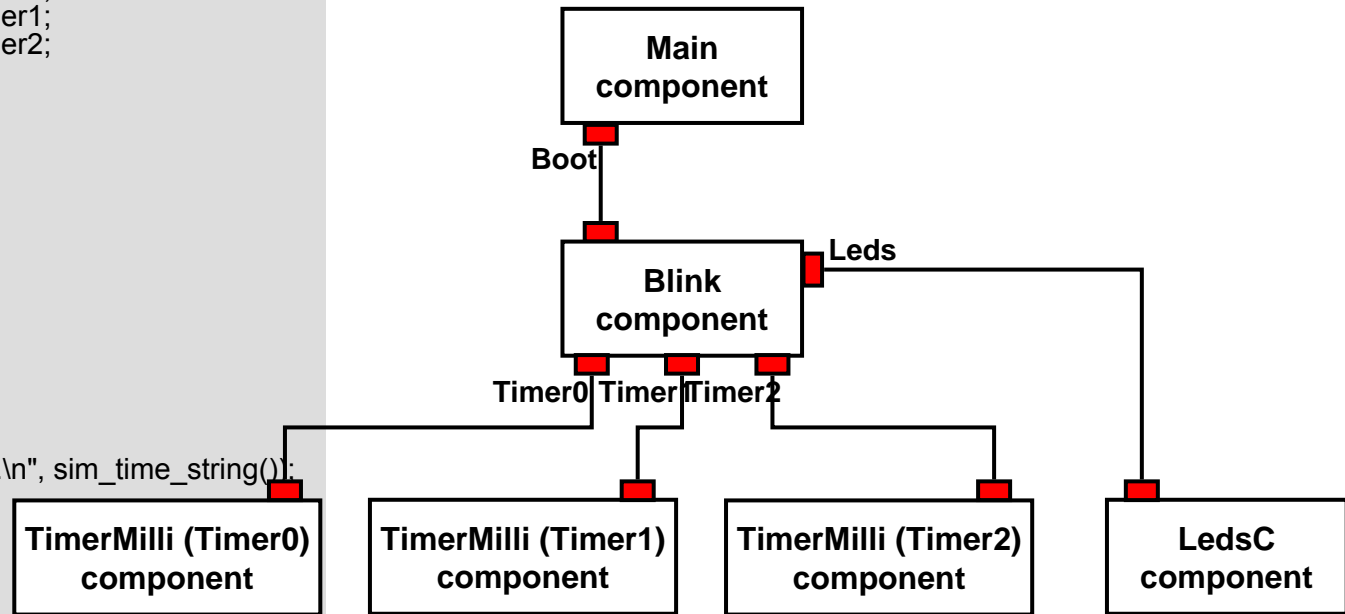 er1;
er2;
Main
component
Boot
Leds
Blink
component
Timer0 Timer1 Timer2
\n", sim_time_string());
TimerMilli (Timer0)
component
TimerMilli (Timer1)
component
TimerMilli (Timer2)
component
LedsC
component